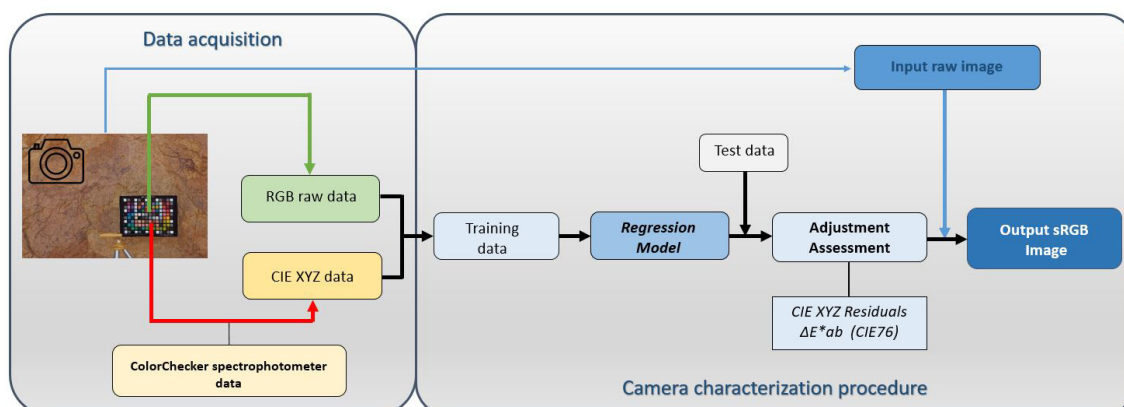 Data acquisition
Input raw image
Test data
RGB raw data
Training
data
Regression
Model
Adjustment
Assessment
Output sRGB
Image
CIE XYZ data
CIE XYZ Residuals
ΔE*ab (CIE76)
ColorChecker spectrophotometer
data
Camera characterization procedure